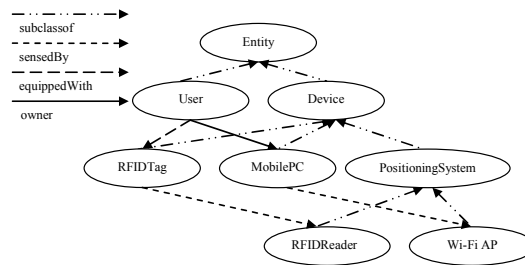 subclassof
sensedBy
equippedWith
owner
Entity
User
Device
RFIDTag
MobilePC
PositioningSystem
RFIDReader
Wi-Fi AP